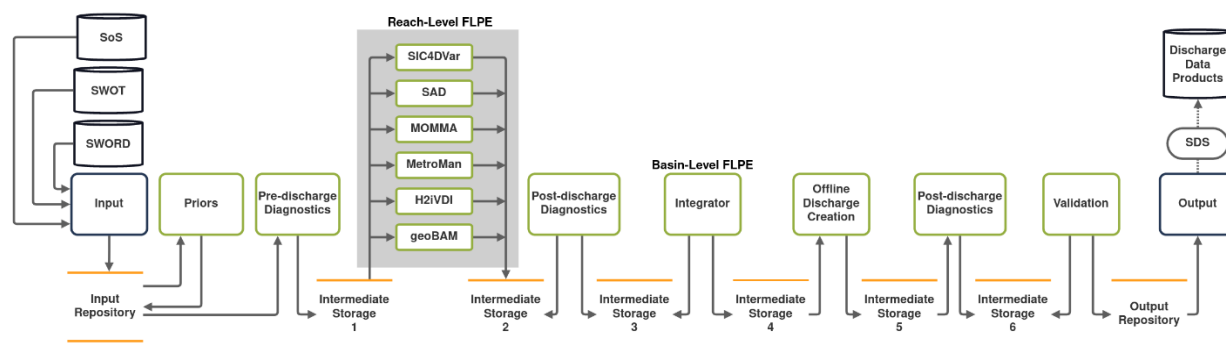 Reach-Level FLPE
SoS
SWOT
SWORD
Input
Priors
Pre-discharge
Diagnostics
SIC4DVar
SAD
MOMMA
MetroMan
H2iVDI
geoBAM
Post-discharge
Diagnostics
Basin-Level FLPE
Integrator
Offline
Discharge
Creation
Post-discharge
Diagnostics
Validation
Discharge
Data
Products
SDS
Output
Input
Repository
Intermediate
Storage
1
Intermediate
Storage
2
Intermediate
Storage
3
Intermediate
Storage
4
Intermediate
Storage
5
Intermediate
Storage
6
Output
Repository